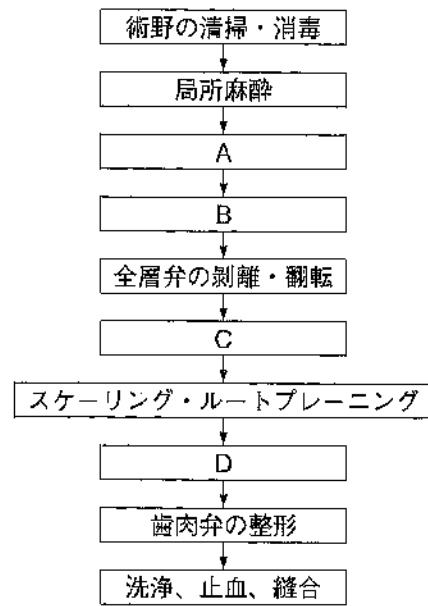 術野の清掃・消毒
局所麻酔
A
B
全層弁の剝離・翻転
C
スケーリング・ルートプレーニング
D
歯肉弁の整形
洗浄、止血、縫合